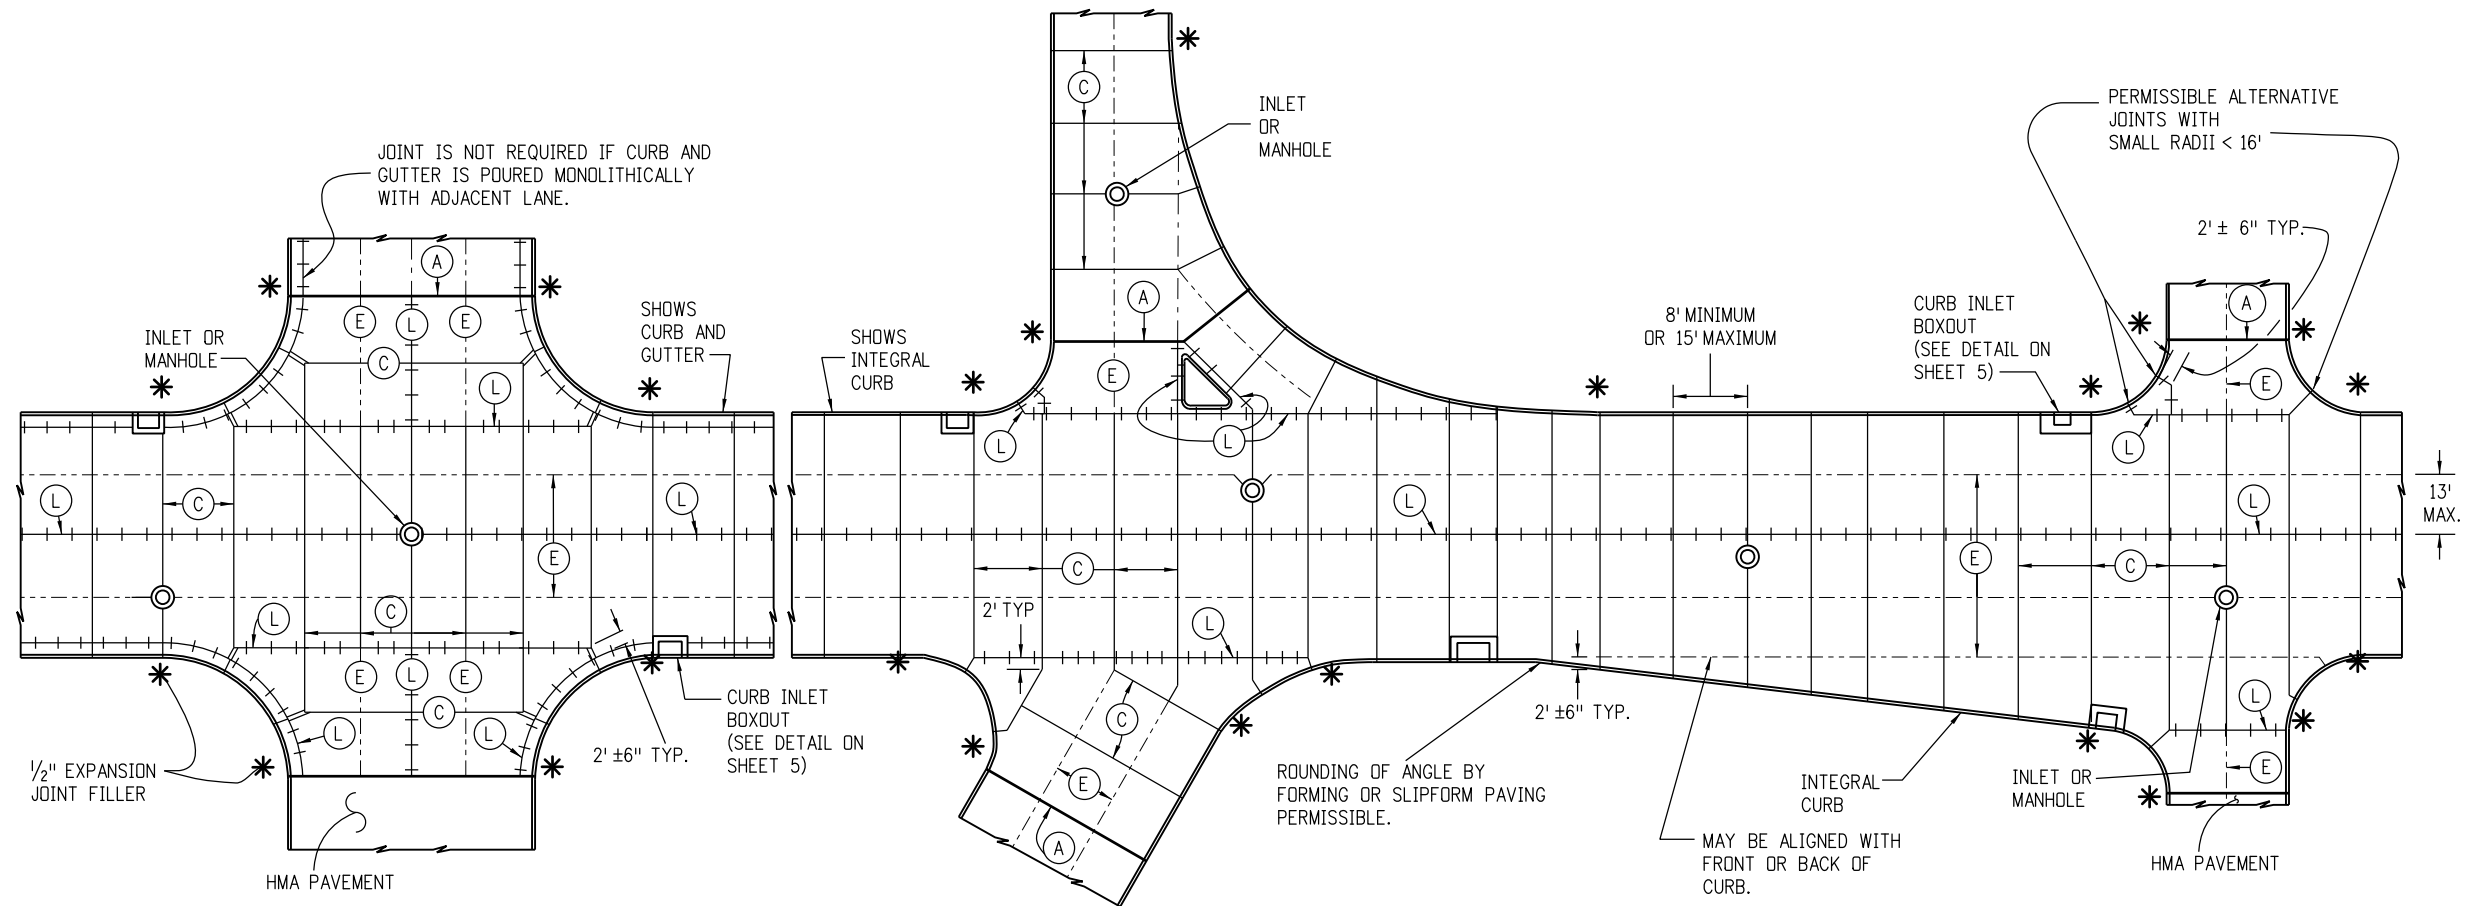 JOINT IS NOT REQUIRED IF CURB AND
GUTTER IS POURED MONOLITHICALLY
WITH ADJACENT LANE.
INLET OR
MANHOLE
SHOWS
CURB AND
GUTTER
A
E
L
E
C
L
L
C
L
E
L
C
E
L
E
C
L
L
1/2" EXPANSION
JOINT FILLER
HMA PAVEMENT
2' ±6" TYP.
CURB INLET
BOXOUT
(SEE DETAIL ON
SHEET 5)
SHOWS
INTEGRAL
CURB
C
INLET
OR
MANHOLE
A
E
L
L
L
C
2' TYP
L
C
E
A
ROUNDING OF ANGLE BY
FORMING OR SLIPFORM PAVING
PERMISSIBLE.
8' MINIMUM
OR 15' MAXIMUM
2' ±6" TYP.
MAY BE ALIGNED WITH
FRONT OR BACK OF
CURB.
INTEGRAL
CURB
E
CURB INLET
BOXOUT
(SEE DETAIL ON
SHEET 5)
PERMISSIBLE ALTERNATIVE
JOINTS WITH
SMALL RADII < 16'
2' ± 6" TYP.
A
E
L
L
13'
MAX.
C
L
E
INLET OR
MANHOLE
HMA PAVEMENT